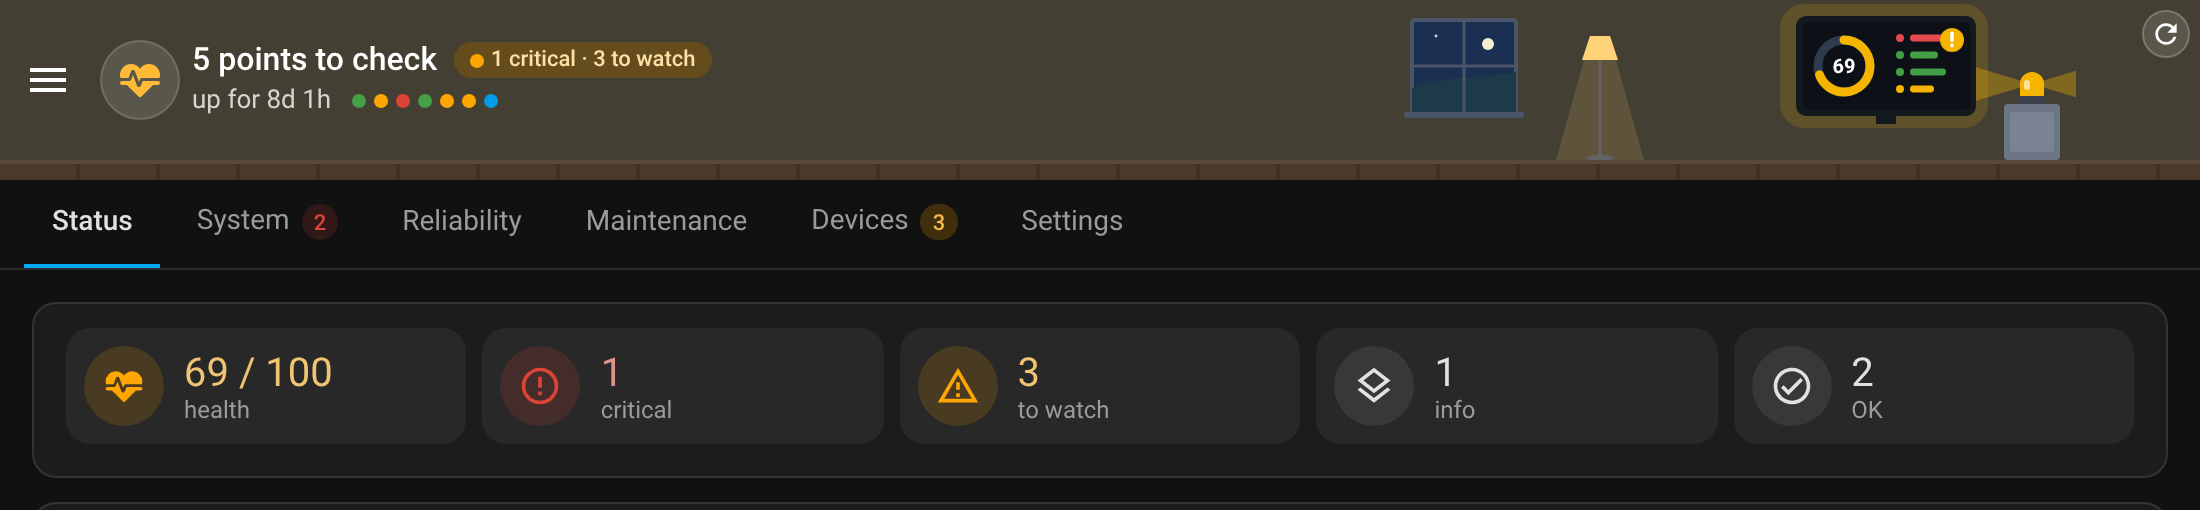 5 points to check
1 critical · 3 to watch
up for 8d 1h
69
Status
System 2
Reliability
Maintenance
Devices 3
Settings
69 / 100
health
1
critical
3
to watch
1
info
2
OK